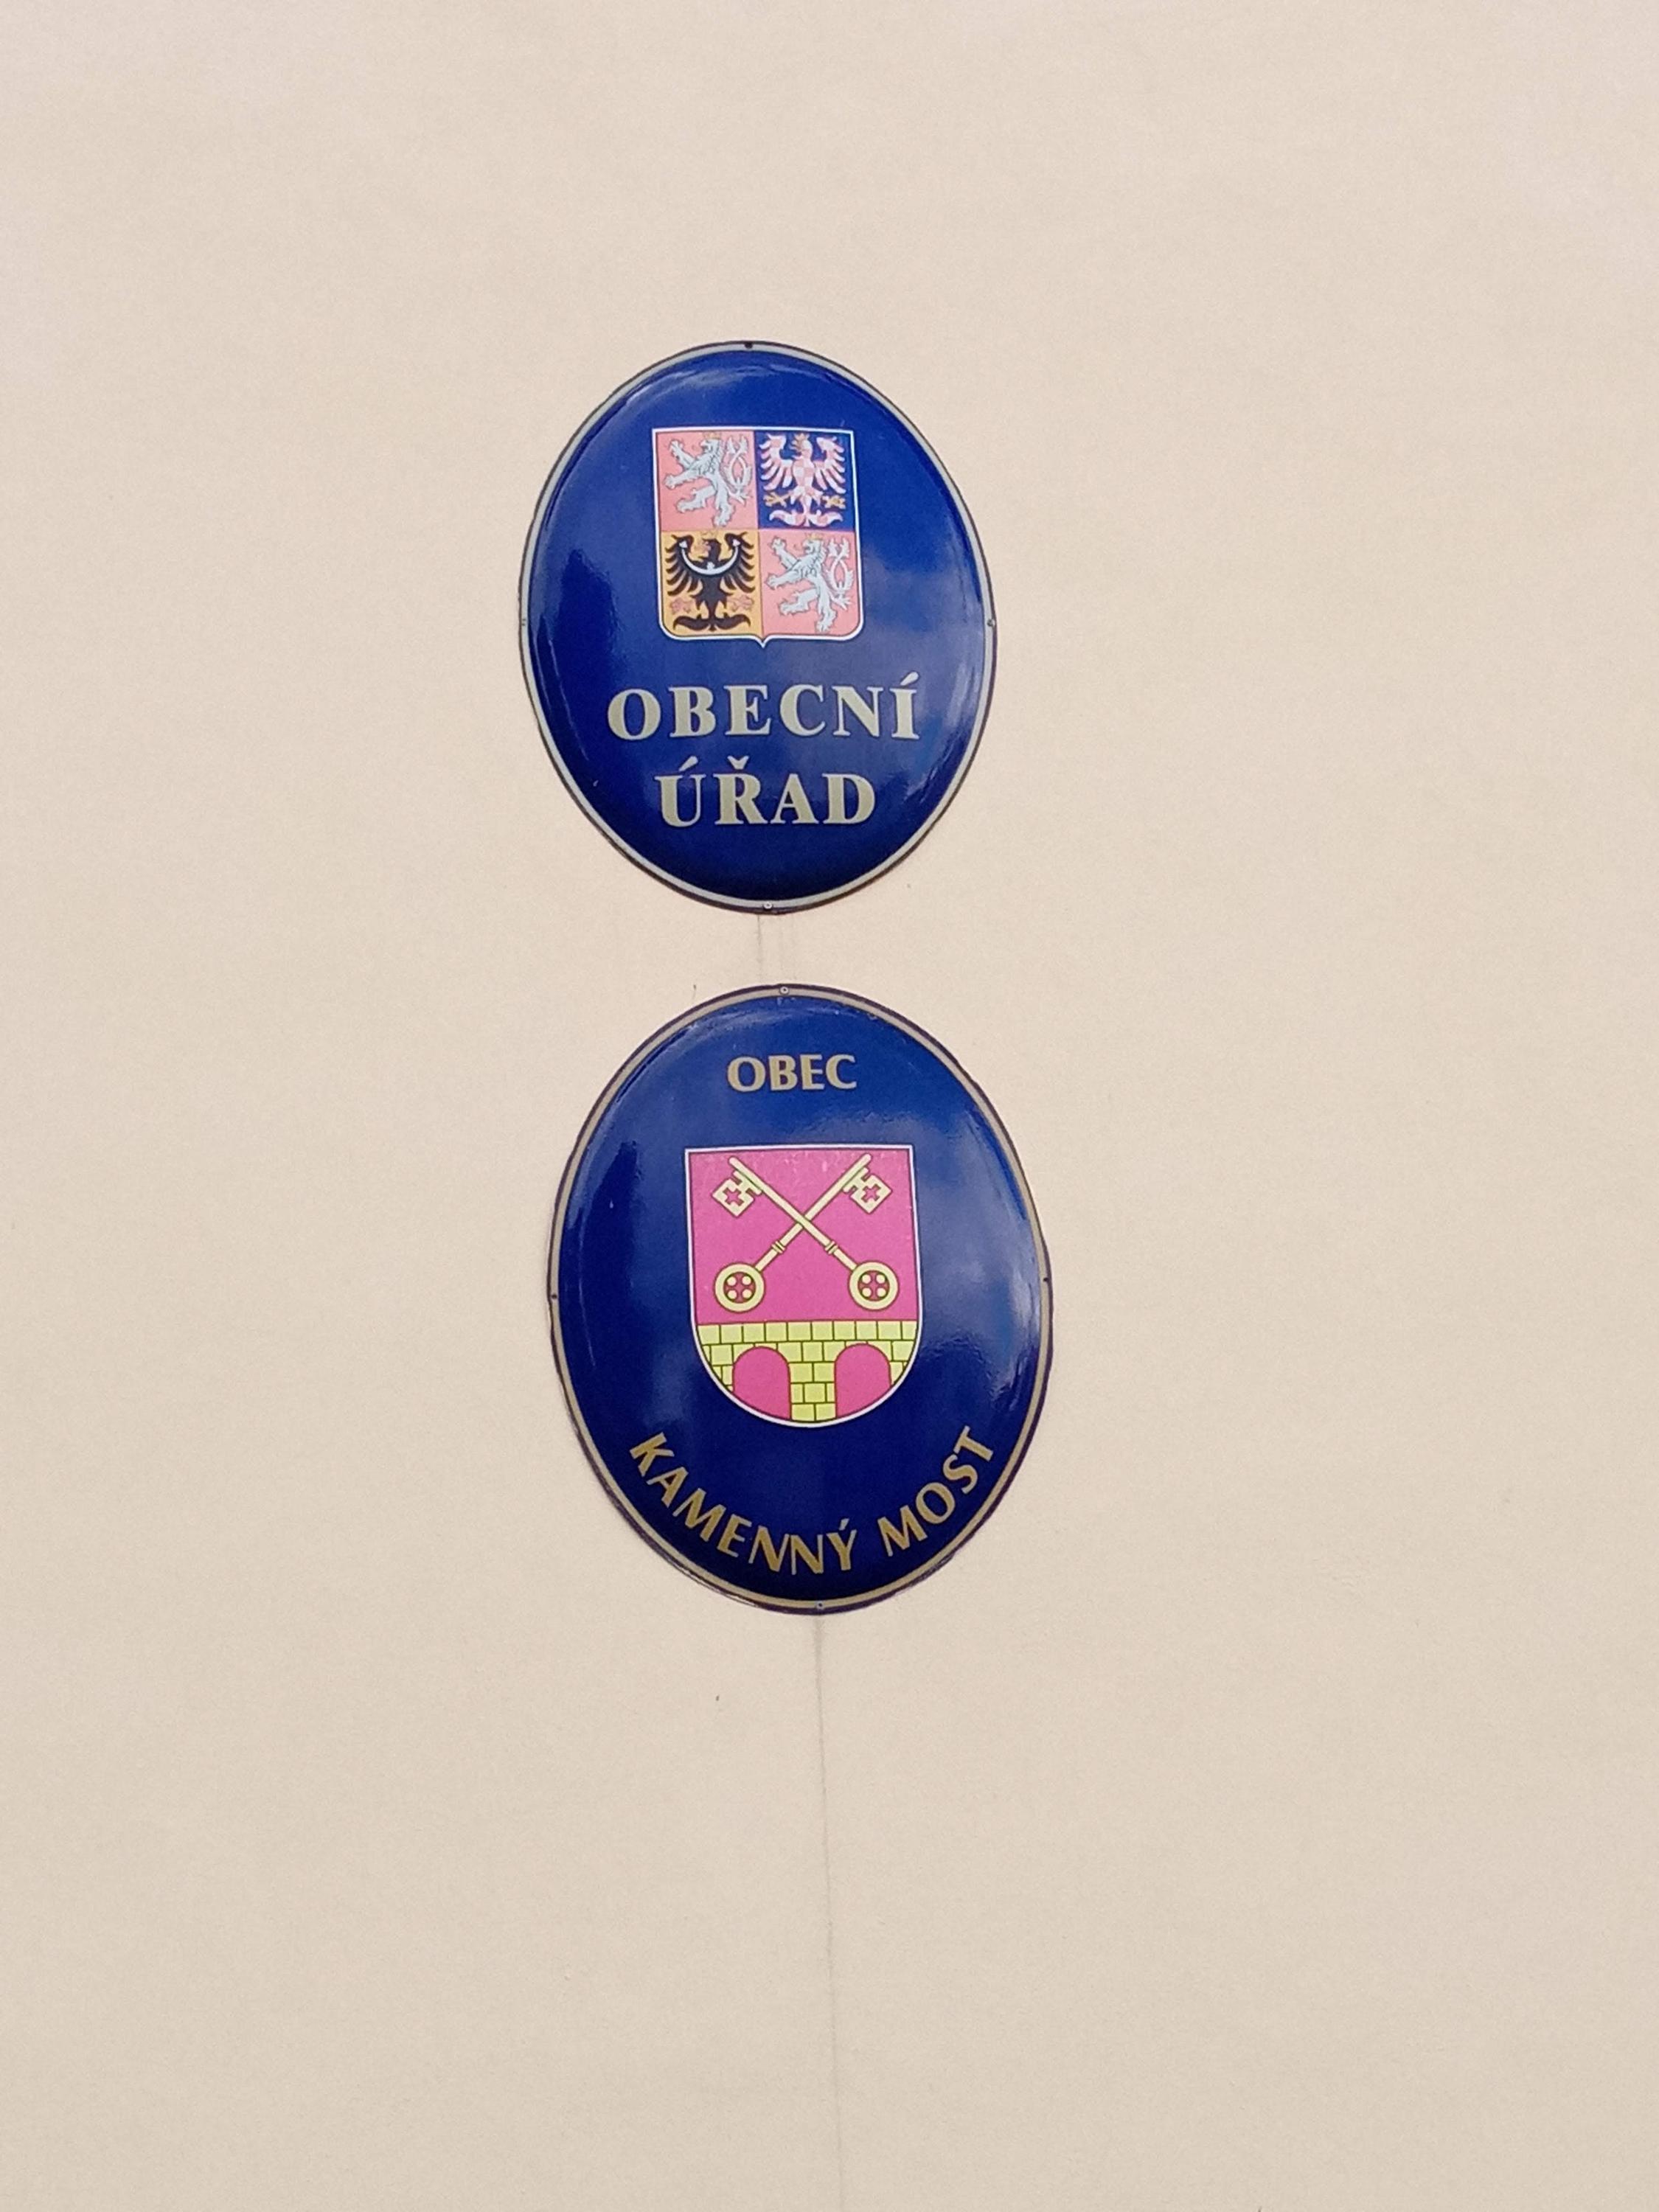 OBECNÍ
ÚŘAD
OBEC
KAMENNÝ MOST